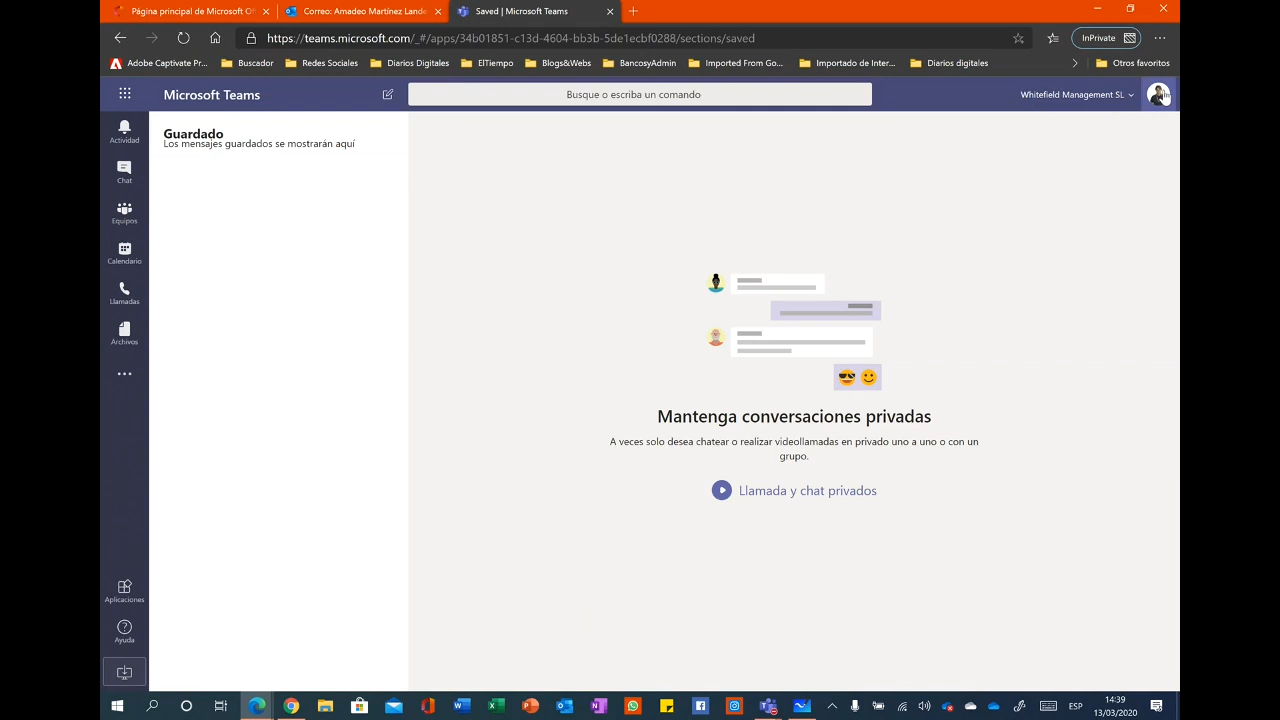 Página principal de Microsoft Of
Correo: Amadeo Martínez Lande
Saved | Microsoft Teams
https://teams.microsoft.com/_#/apps/34b01851-c13d-4604-bb3b-5de1ecbf0288/sections/saved
InPrivate
Adobe Captivate Pr...
Buscador
Redes Sociales
Diarios Digitales
ElTiempo
Blogs&Webs
BancosyAdmin
Imported From Go...
Importado de Inter...
Diarios digitales
Otros favoritos
Microsoft Teams
Busque o escriba un comando
Whitefield Management SL
Actividad
Chat
Equipos
Calendario
Llamadas
Archivos
Aplicaciones
Ayuda
Guardado
Los mensajes guardados se mostrarán aquí
Mantenga conversaciones privadas
A veces solo desea chatear o realizar videollamadas en privado uno a uno o con un
grupo.
Llamada y chat privados
ESP
14:39
13/03/2020